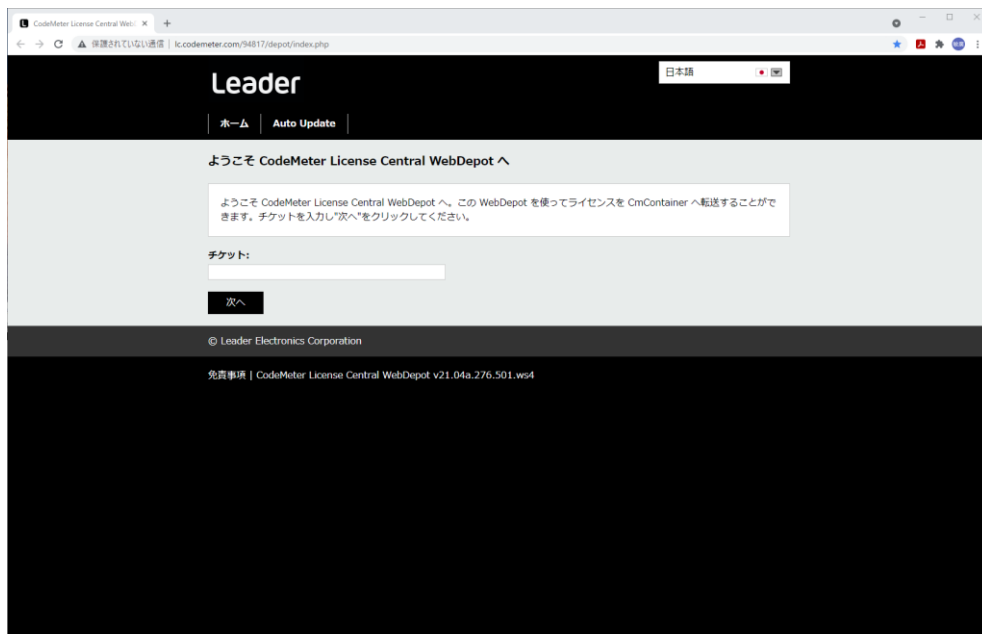 CodeMeter License Central Web
保護されていない通信 | lc.codemeter.com/94817/depot/index.php
Leader
日本語
ホーム Auto Update
ようこそ CodeMeter License Central WebDepot へ
ようこそ CodeMeter License Central WebDepot へ。この WebDepot を使ってライセンスを CmContainer へ転送することがで
きます。チケットを入力し"次へ"をクリックしてください。
チケット:
次へ
© Leader Electronics Corporation
免責事項 | CodeMeter License Central WebDepot v21.04a.276.501.ws4